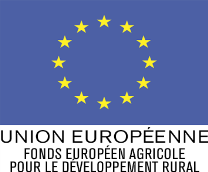 UNION EUROPÉENNE
FONDS EUROPÉEN AGRICOLE
POUR LE DÉVELOPPEMENT RURAL